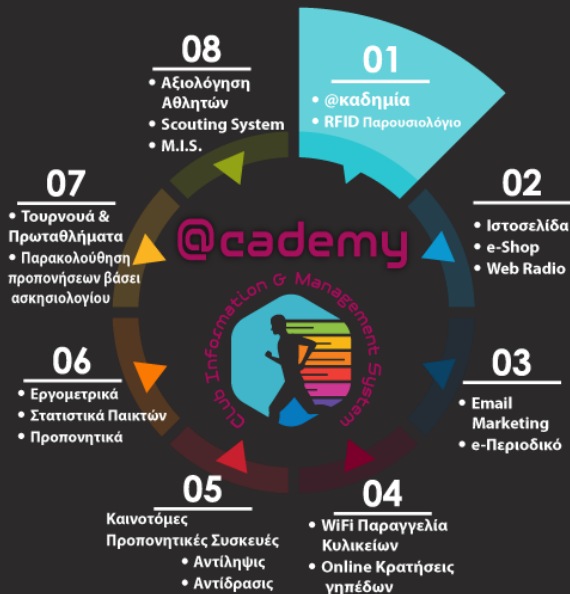 01
• @καδημία
• RFID Παρουσιολόγιο
02
• Ιστοσελίδα
• e-Shop
• Web Radio
03
• Email
Marketing
• e-Περιοδικό
04
• WiFi Παραγγελία
Κυλικείων
• Online Κρατήσεις
γηπέδων
05
Καινοτόμες
Προπονητικές Συσκευές
• Αντίληψις
• Αντίδρασις
06
• Εργομετρικά
• Στατιστικά Παικτών
• Προπονητικά
07
• Τουρνουά &
Πρωταθλήματα
• Παρακολούθηση
προπονήσεων βάσει
ασκησιολογίου
08
• Αξιολόγηση
Αθλητών
• Scouting System
• M.I.S.
@cademy
Club Information & Management System